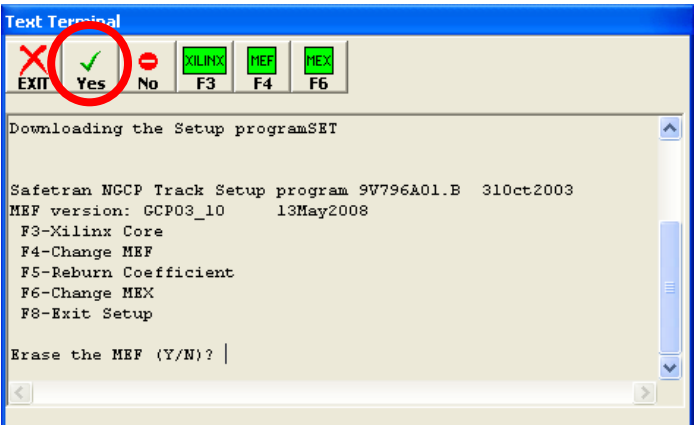 Text Terminal
XILINX MEF MEX
EXIT Yes No F3 F4 F6
Downloading the Setup programSET
Safetran NGCP Track Setup program 9V796A01.B 31Oct2003
MEF version: GCP03_10 13May2008
F3-Xilinx Core
F4-Change MEF
F5-Reburn Coefficient
F6-Change MEX
F8-Exit Setup
Erase the MEF (Y/N)?